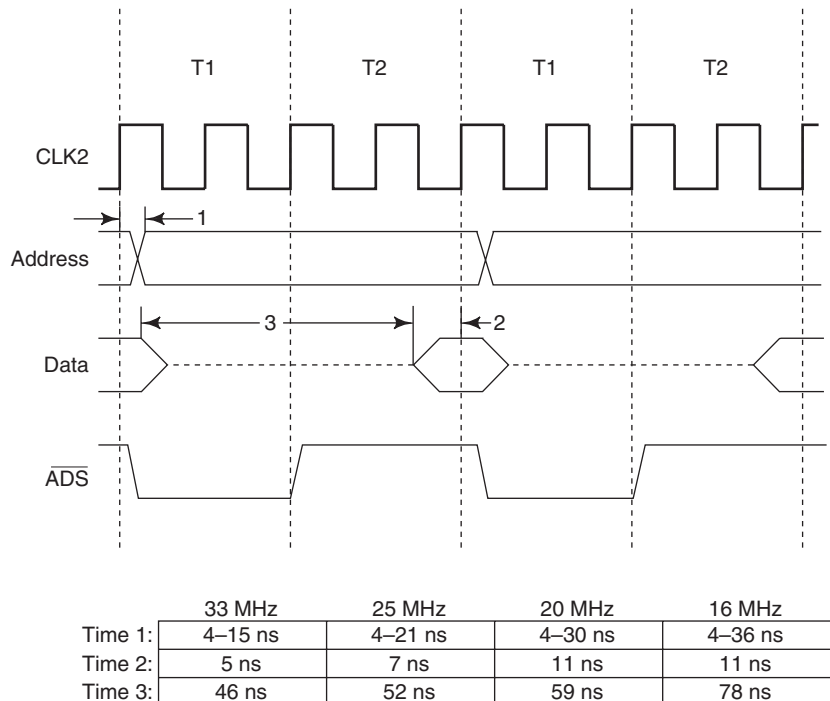 T1 T2 T1 T2
CLK2
1
Address
3 2
Data
ADS
33 MHz 25 MHz 20 MHz 16 MHz
Time 1: 4–15 ns 4–21 ns 4–30 ns 4–36 ns
Time 2: 5 ns 7 ns 11 ns 11 ns
Time 3: 46 ns 52 ns 59 ns 78 ns